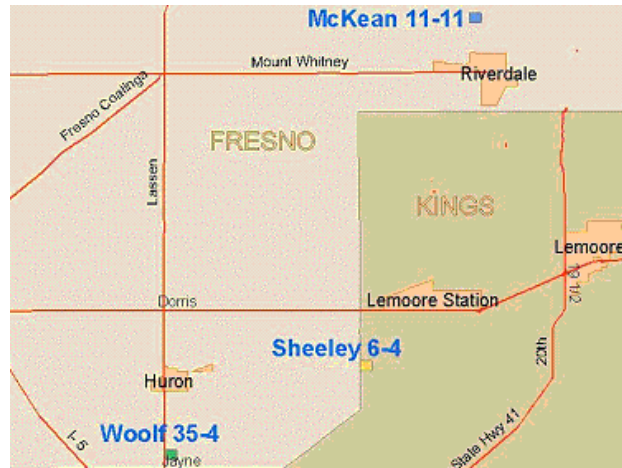 McKean 11-11
Mount Whitney
Riverdale
Fresno Coalinga
FRESNO
Lassen
KINGS
Lemoore
19 1/2
Dorris
Lemoore Station
Sheeley 6-4
20th
Huron
State Hwy 41
Woolf 35-4
I-5
Jayne